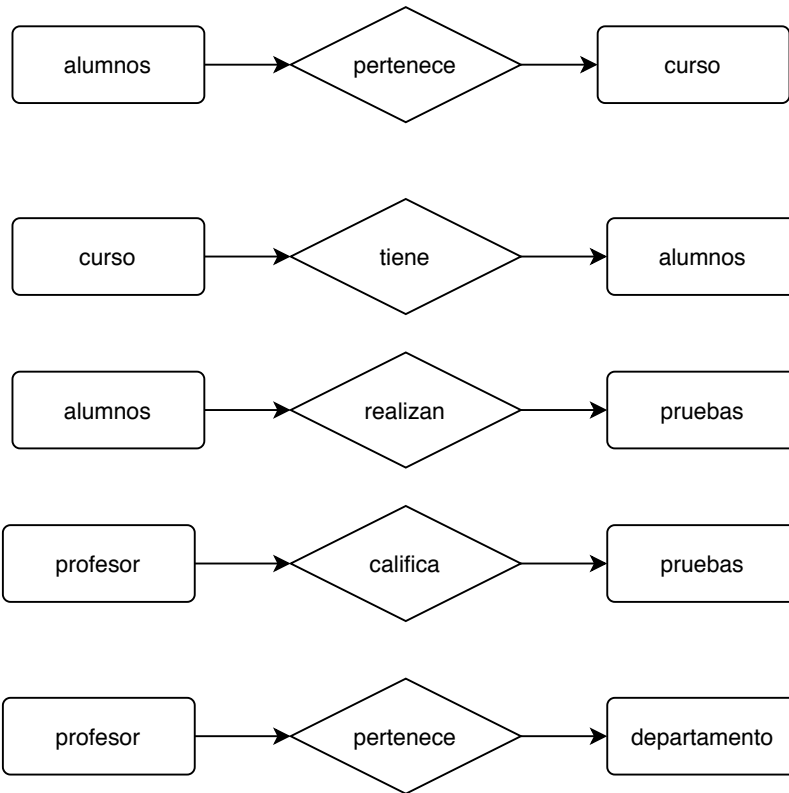 alumnos pertenece curso
curso tiene alumnos
alumnos realizan pruebas
profesor califica pruebas
profesor pertenece departamento